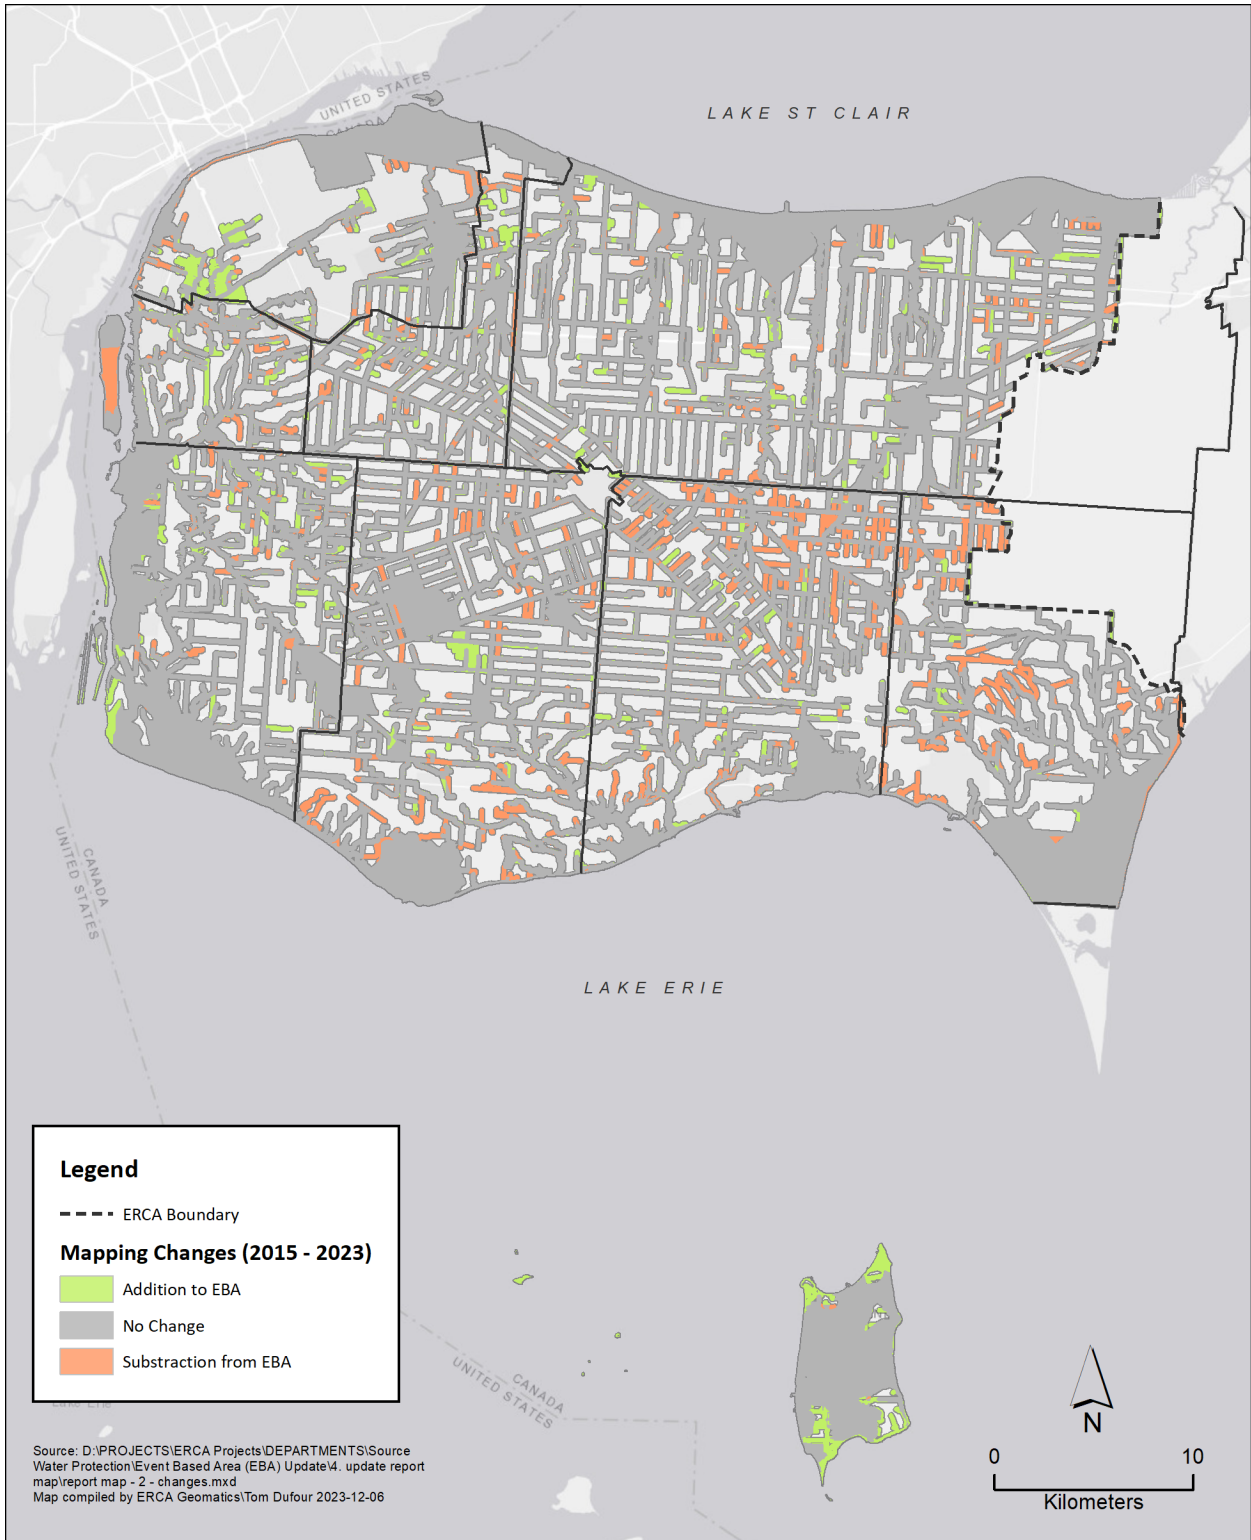 UNITED STATES
CANADA
LAKE ST CLAIR
CANADA
UNITED STATES
LAKE ERIE
Legend
ERCA Boundary
Mapping Changes (2015 - 2023)
Addition to EBA
No Change
Substraction from EBA
CANADA
UNITED STATES
Lake Erie
N
0 10
Kilometers
Source: D:\PROJECTS\ERCA Projects\DEPARTMENTS\Source
Water Protection\Event Based Area (EBA) Update\4. update report
map\report map - 2 - changes.mxd
Map compiled by ERCA Geomatics\Tom Dufour 2023-12-06